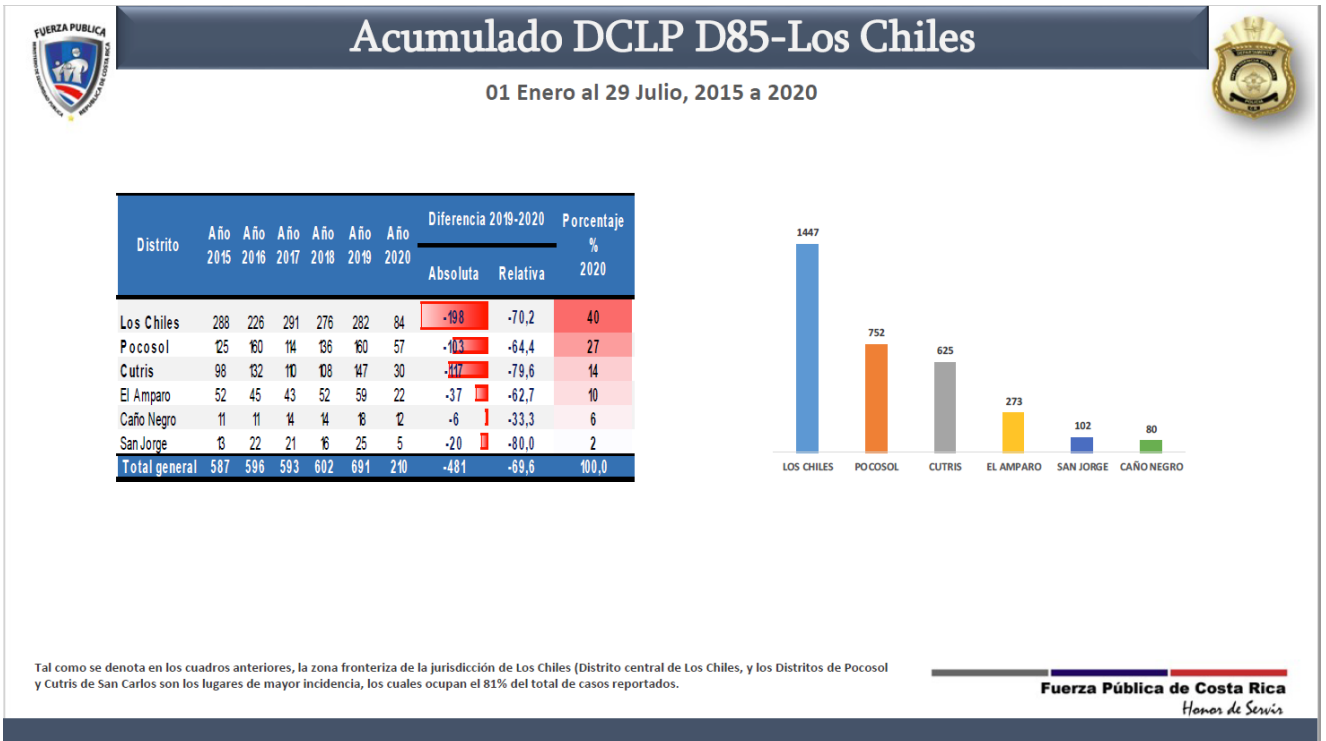 FUERZA PUBLICA
MINISTERIO DE SEGURIDAD PUBLICA
REPUBLICA DE COSTA RICA
Acumulado DCLP D85-Los Chiles
01 Enero al 29 Julio, 2015 a 2020
Distrito Año 2015 Año 2016 Año 2017 Año 2018 Año 2019 Año 2020 Diferencia 2019-2020 Porcentaje % 2020
Absoluta Relativa
Los Chiles 288 226 291 276 282 84 -198 -70,2 40
Pocosol 125 160 114 136 160 57 -103 -64,4 27
Cutris 98 132 110 108 147 30 -117 -79,6 14
El Amparo 52 45 43 52 59 22 -37 -62,7 10
Caño Negro 11 11 14 14 18 12 -6 -33,3 6
San Jorge 13 22 21 16 25 5 -20 -80,0 2
Total general 587 596 593 602 691 210 -481 -69,6 100,0
1447
752
625
273
102
80
LOS CHILES POCOSOL CUTRIS EL AMPARO SAN JORGE CAÑO NEGRO
Tal como se denota en los cuadros anteriores, la zona fronteriza de la jurisdicción de Los Chiles (Distrito central de Los Chiles, y los Distritos de Pocosol
y Cutris de San Carlos son los lugares de mayor incidencia, los cuales ocupan el 81% del total de casos reportados.
Fuerza Pública de Costa Rica
Honor de Servir